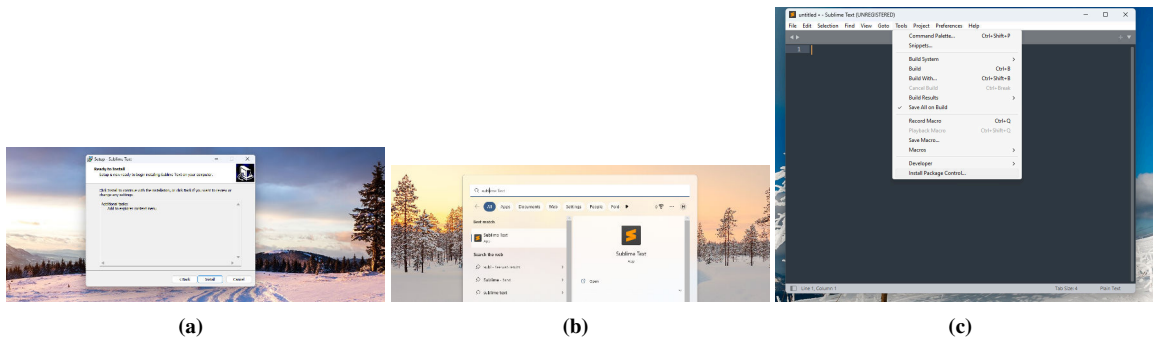 Setup - Sublime Text
Ready to Install
Setup is now ready to begin installing Sublime Text on your computer.
Click Install to continue with the installation, or click Back if you want to review or
change any settings.
Additional tasks:
Add to explorer context menu
< Back Install Cancel
(a)
sublime text
All Apps Documents Web Settings People
Best match
Sublime Text
App
Search the web
sublime text
Sublime Text
App
Open
(b)
untitled • - Sublime Text (UNREGISTERED)
File Edit Selection Find View Goto Tools Project Preferences Help
1
Command Palette... Ctrl+Shift+P
Snippets...
Build System
Build Ctrl+B
Build With... Ctrl+Shift+B
Cancel Build Ctrl+Break
Build Results
Save All on Build
Record Macro Ctrl+Q
Playback Macro Ctrl+Shift+Q
Save Macro...
Macros
Developer
Install Package Control...
Line 1, Column 1 Tab Size: 4 Plain Text
(c)